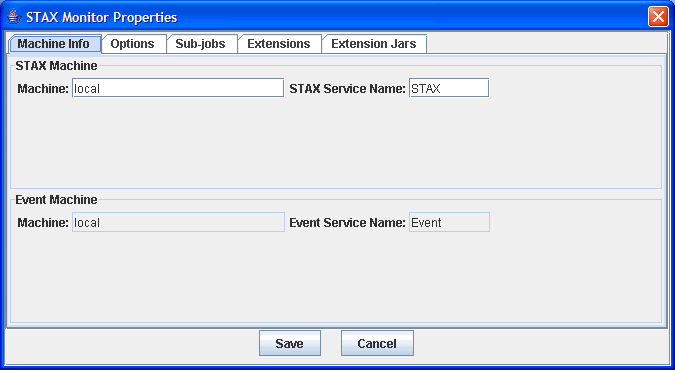 STAX Monitor Properties
Machine Info Options Sub-jobs Extensions Extension Jars
STAX Machine
Machine: local STAX Service Name: STAX
Event Machine
Machine: local Event Service Name: Event
Save Cancel